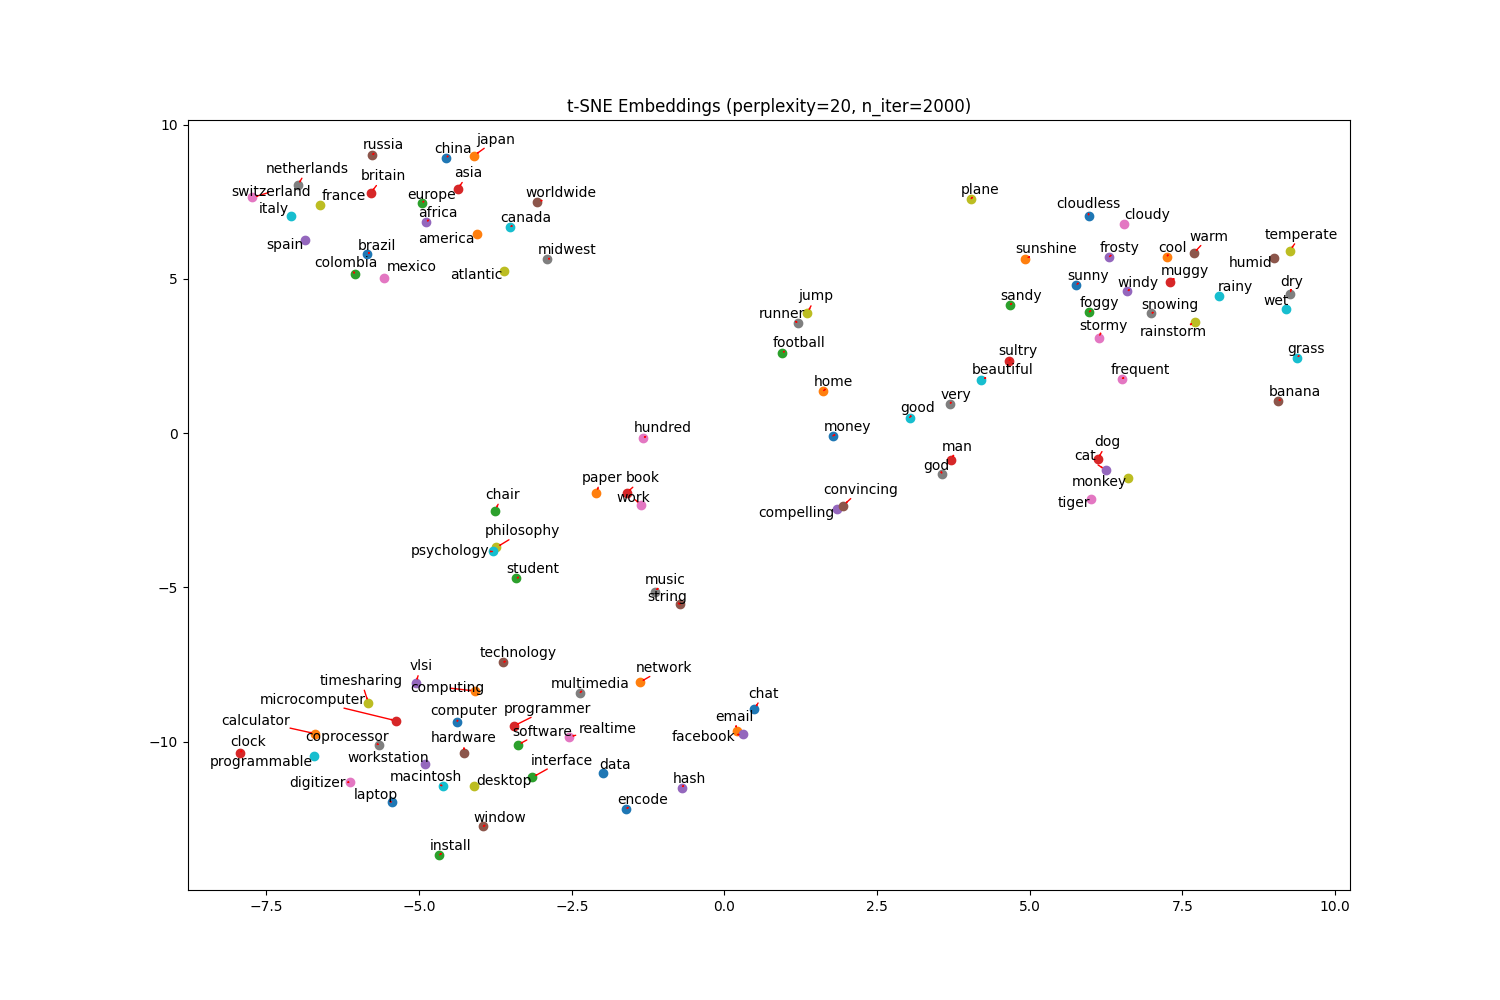 t-SNE Embeddings (perplexity=20, n_iter=2000)
10
5
0
−5
−10
−7.5
−5.0
−2.5
0.0
2.5
5.0
7.5
10.0
russia
china
japan
netherlands
britain
asia
switzerland
france
europe
worldwide
italy
africa
canada
spain
brazil
america
midwest
colombia
mexico
atlantic
plane
cloudless
cloudy
sunshine
frosty
cool
warm
temperate
humid
sunny
windy
muggy
rainy
dry
sandy
foggy
snowing
wet
stormy
rainstorm
jump
runner
football
sultry
grass
beautiful
frequent
home
very
banana
good
money
hundred
man
dog
god
cat
monkey
tiger
paper
book
work
convincing
compelling
chair
philosophy
psychology
student
music
string
technology
vlsi
network
timesharing
computing
multimedia
microcomputer
chat
calculator
computer
programmer
email
clock
coprocessor
hardware
software
realtime
facebook
programmable
workstation
interface
data
digitizer
macintosh
desktop
hash
laptop
encode
window
install